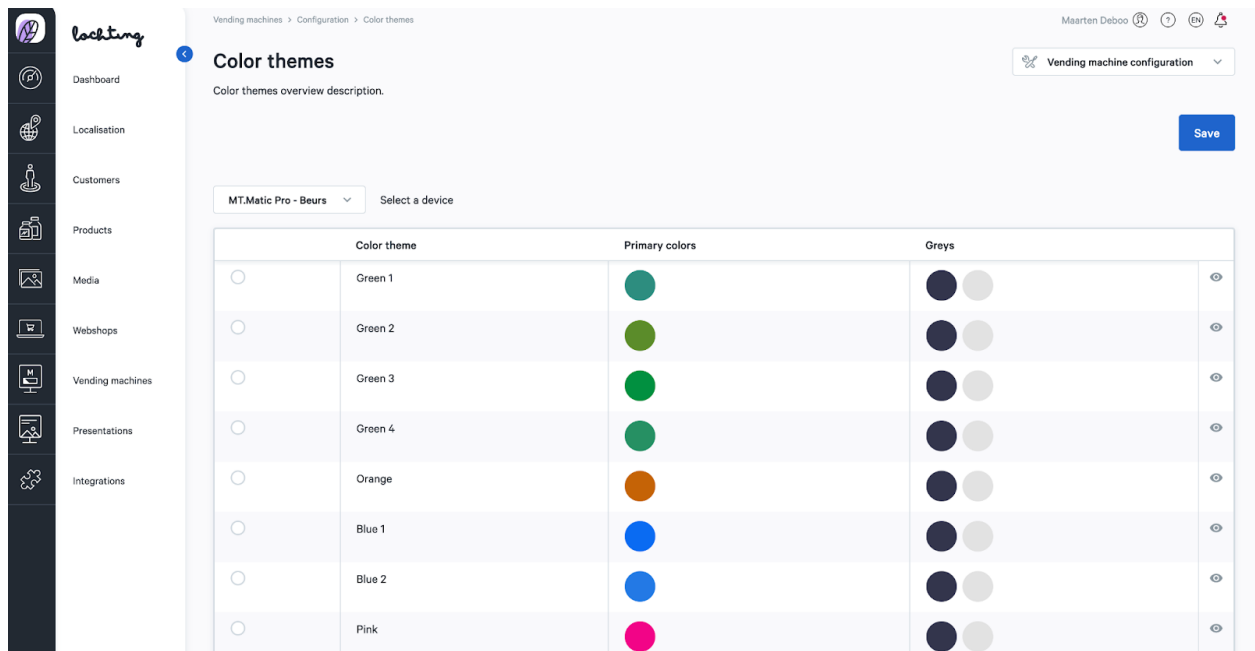 Vending machines > Configuration > Color themes
Maarten Deboo ? EN
lochting
Color themes
Vending machine configuration
Color themes overview description.
Save
MT.Matic Pro - Beurs
Select a device
Color theme Primary colors Greys
Green 1
Green 2
Green 3
Green 4
Orange
Blue 1
Blue 2
Pink
Dashboard
Localisation
Customers
Products
Media
Webshops
M
Vending machines
Presentations
Integrations